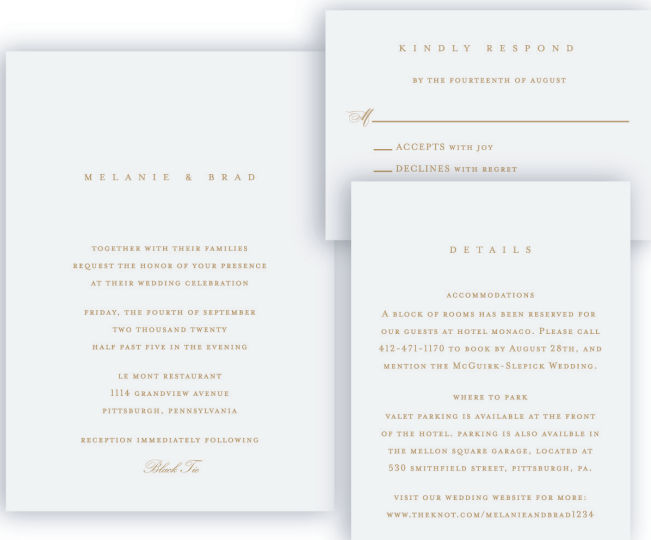 MELANIE & BRAD
TOGETHER WITH THEIR FAMILIES
REQUEST THE HONOR OF YOUR PRESENCE
AT THEIR WEDDING CELEBRATION
FRIDAY, THE FOURTH OF SEPTEMBER
TWO THOUSAND TWENTY
HALF PAST FIVE IN THE EVENING
LE MONT RESTAURANT
1114 GRANDVIEW AVENUE
PITTSBURGH, PENNSYLVANIA
RECEPTION IMMEDIATELY FOLLOWING
Black Tie
KINDLY RESPOND
BY THE FOURTEENTH OF AUGUST
M
ACCEPTS WITH JOY
DECLINES WITH REGRET
DETAILS
ACCOMMODATIONS
A BLOCK OF ROOMS HAS BEEN RESERVED FOR
OUR GUESTS AT HOTEL MONACO. PLEASE CALL
412-471-1170 TO BOOK BY AUGUST 28TH, AND
MENTION THE MCGUIRK-SLEPICK WEDDING.
WHERE TO PARK
VALET PARKING IS AVAILABLE AT THE FRONT
OF THE HOTEL. PARKING IS ALSO AVAILBLE IN
THE MELLON SQUARE GARAGE, LOCATED AT
530 SMITHFIELD STREET, PITTSBURGH, PA.
VISIT OUR WEDDING WEBSITE FOR MORE:
WWW.THEKNOT.COM/MELANIEANDBRAD1234